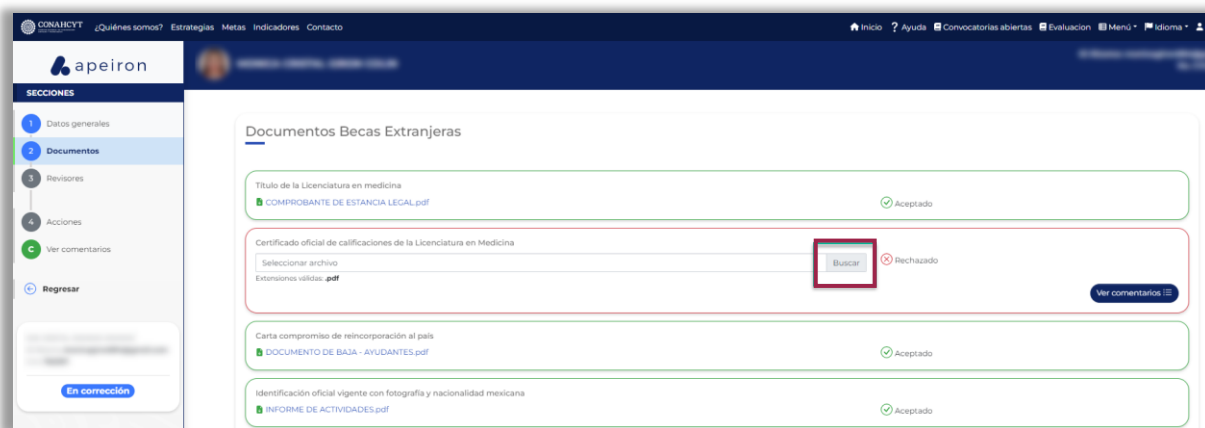 CONAHCYT ¿Quiénes somos? Estrategias Metas Indicadores Contacto Inicio ? Ayuda Convocatorias abiertas Evaluacion Menú Idioma
apeiron
SECCIONES
1 Datos generales
2 Documentos
3 Revisores
4 Acciones
C Ver comentarios
Regresar
En corrección
Documentos Becas Extranjeras
Título de la Licenciatura en medicina
COMPROBANTE DE ESTANCIA LEGAL.pdf Aceptado
Certificado oficial de calificaciones de la Licenciatura en Medicina
Seleccionar archivo Buscar Rechazado
Extensiones válidas: .pdf
Ver comentarios
Carta compromiso de reincorporación al país
DOCUMENTO DE BAJA - AYUDANTES.pdf Aceptado
Identificación oficial vigente con fotografía y nacionalidad mexicana
INFORME DE ACTIVIDADES.pdf Aceptado